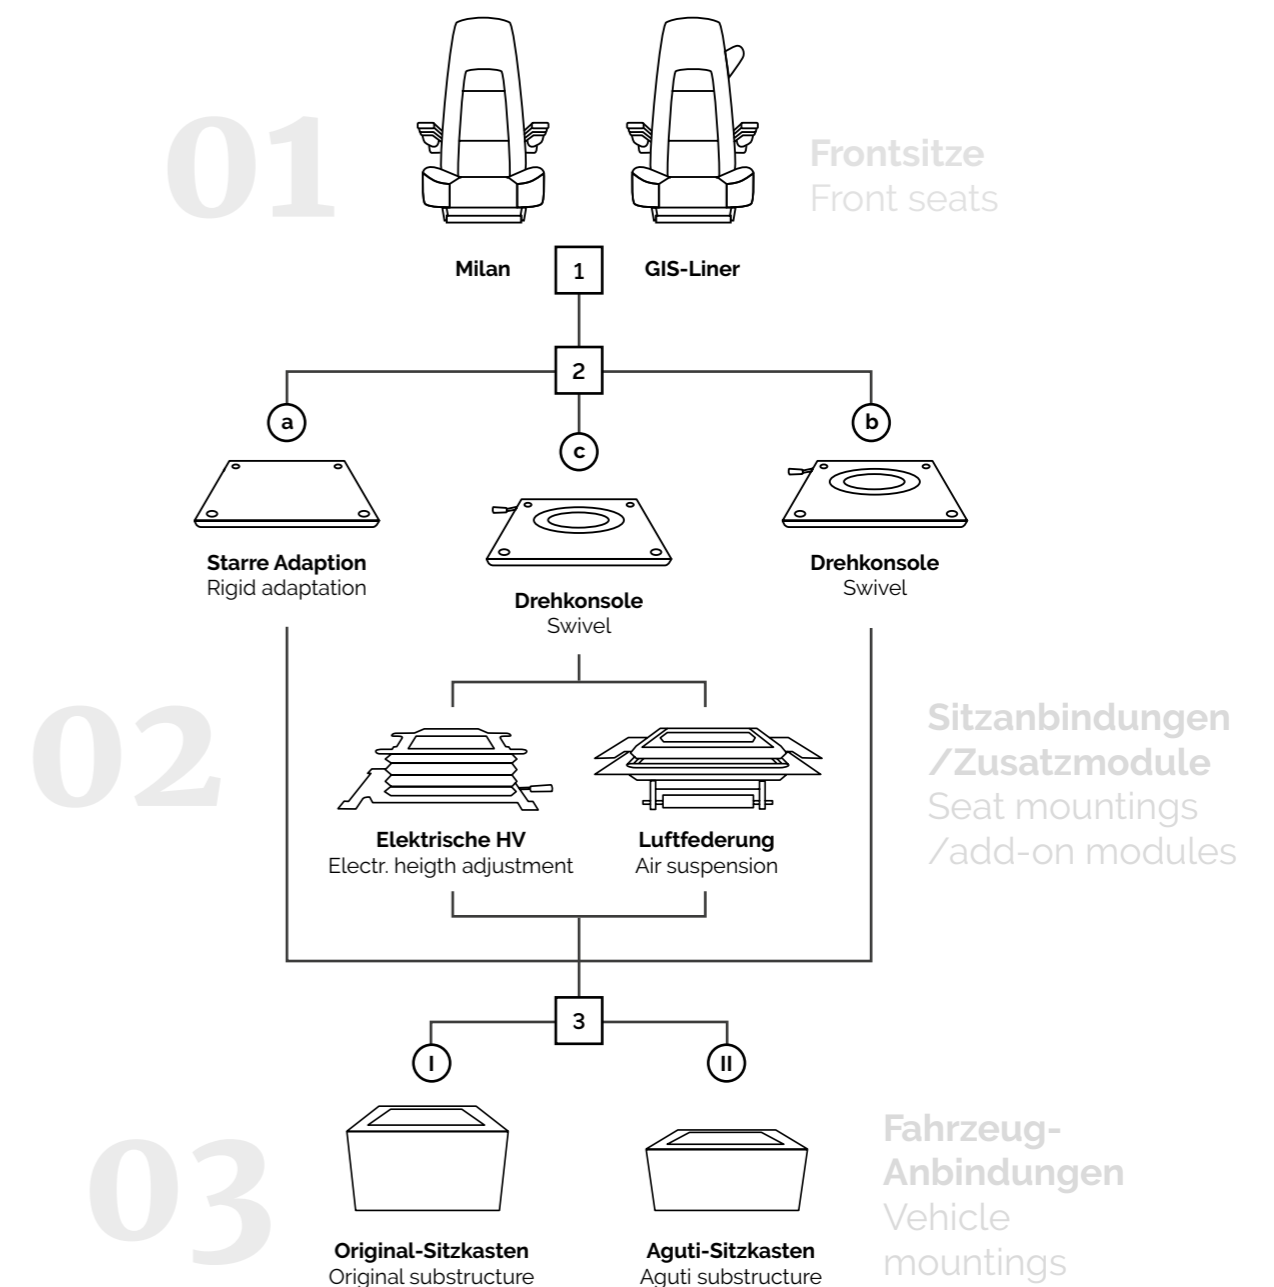 01
Frontsitze
Front seats
Milan
1
GIS-Liner
2
a
b
c
Starre Adaption
Rigid adaptation
Drehkonsole
Swivel
Drehkonsole
Swivel
02
Sitzanbindungen
/Zusatzmodule
Seat mountings
/add-on modules
Elektrische HV
Electr. heigth adjustment
Luftfederung
Air suspension
3
I
II
03
Fahrzeug-
Anbindungen
Vehicle
mountings
Original-Sitzkasten
Original substructure
Aguti-Sitzkasten
Aguti substructure